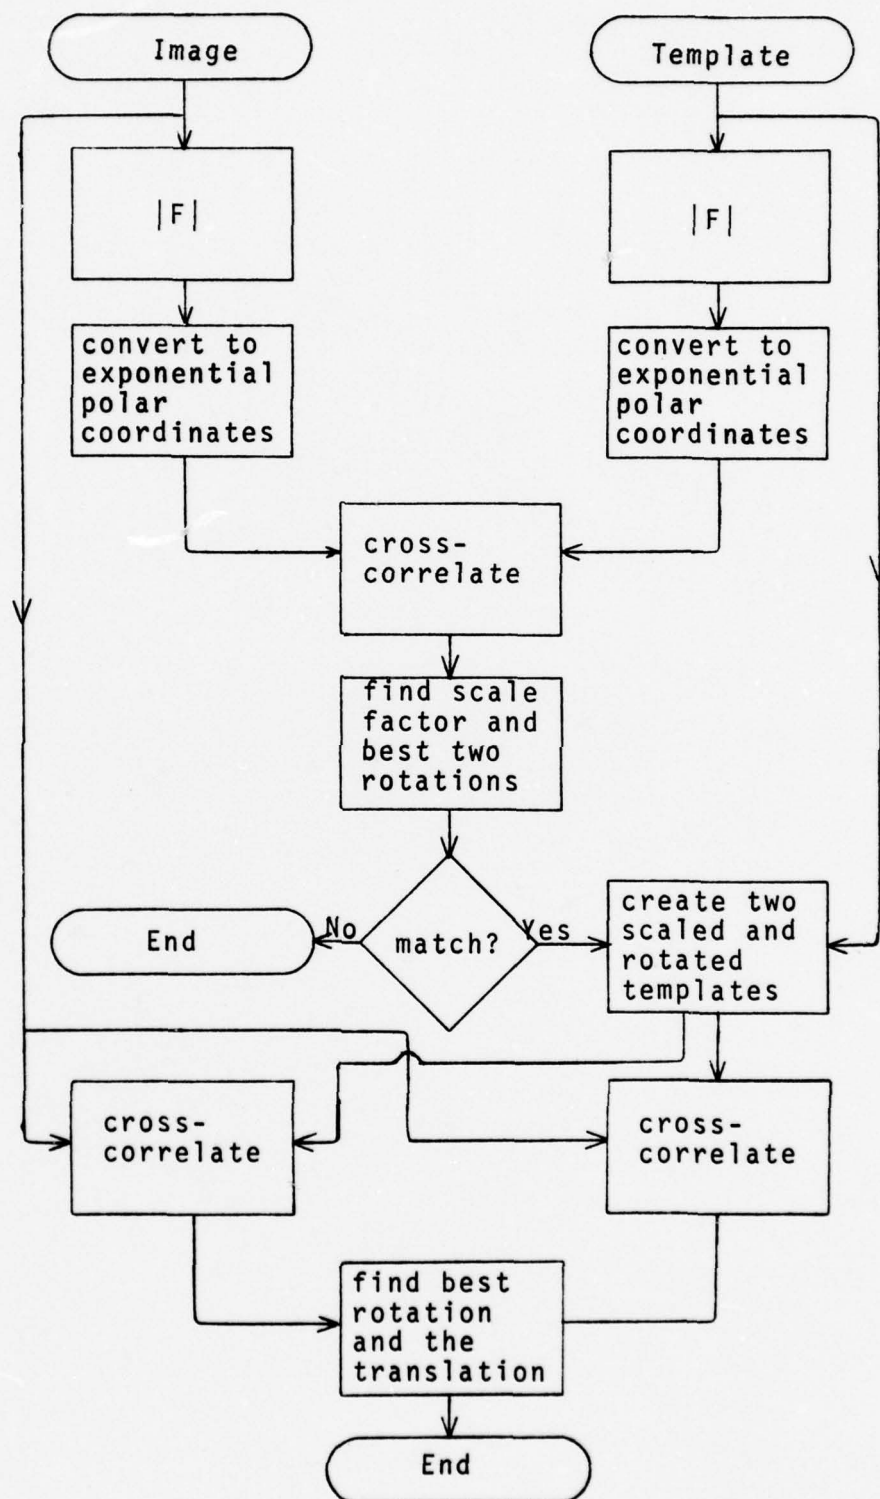 Image
Template
|F|
|F|
convert to
exponential
polar
coordinates
convert to
exponential
polar
coordinates
cross-
correlate
find scale
factor and
best two
rotations
End
No
match?
Yes
create two
scaled and
rotated
templates
cross-
correlate
cross-
correlate
find best
rotation
and the
translation
End